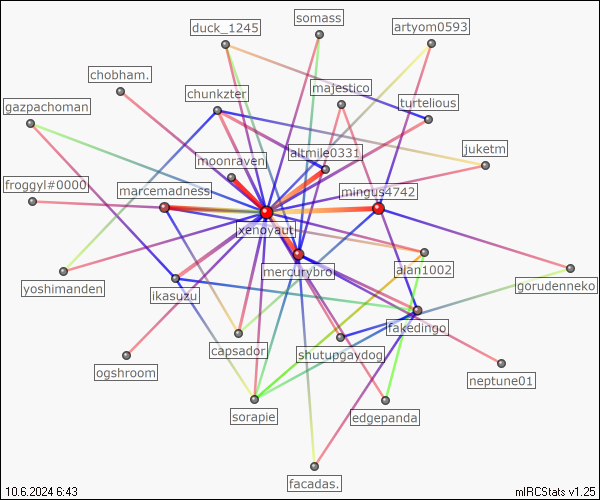 somass
duck_1245
artyom0593
chobham.
majestico
chunkzter
gazpachoman
turtelious
altmile0331
juketm
moonraven
froggyl#0000
marcemadness
mingus4742
xenoyaut
mercurybro
alan1002
yoshimanden
ikasuzu
gorudenneko
fakedingo
capsador
shutupgaydog
ogshroom
neptune01
sorapie
edgepanda
facadas.
10.6.2024 6:43
mIRCStats v1.25